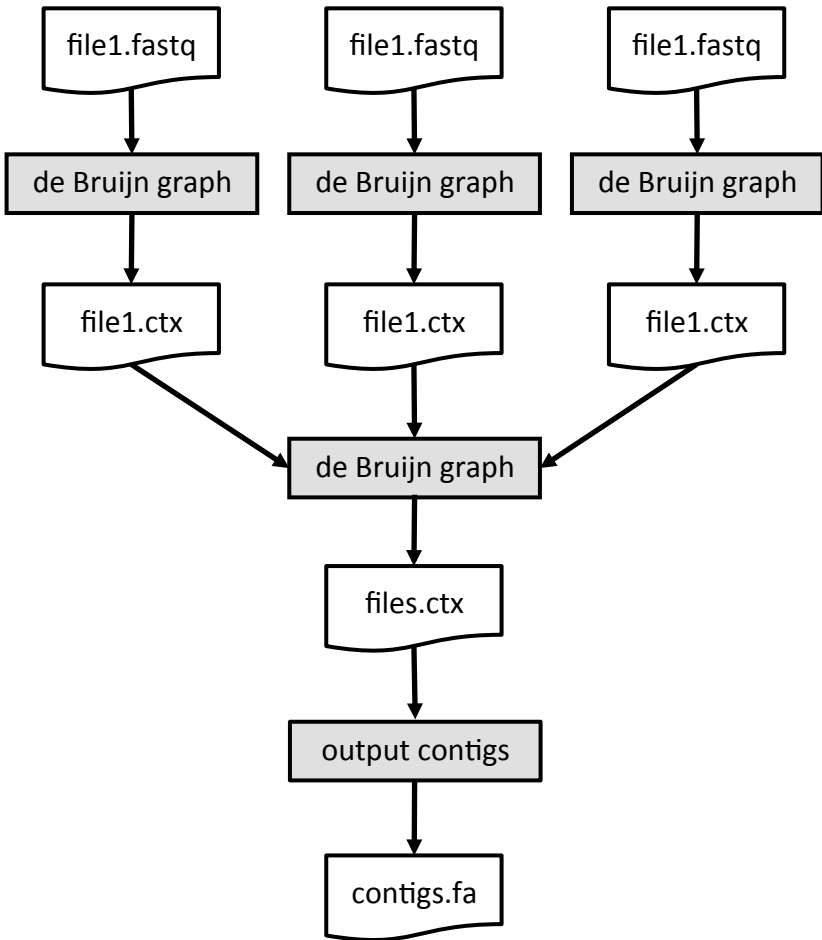 file1.fastq
file1.fastq
file1.fastq
de Bruijn graph
de Bruijn graph
de Bruijn graph
file1.ctx
file1.ctx
file1.ctx
de Bruijn graph
files.ctx
output contigs
contigs.fa